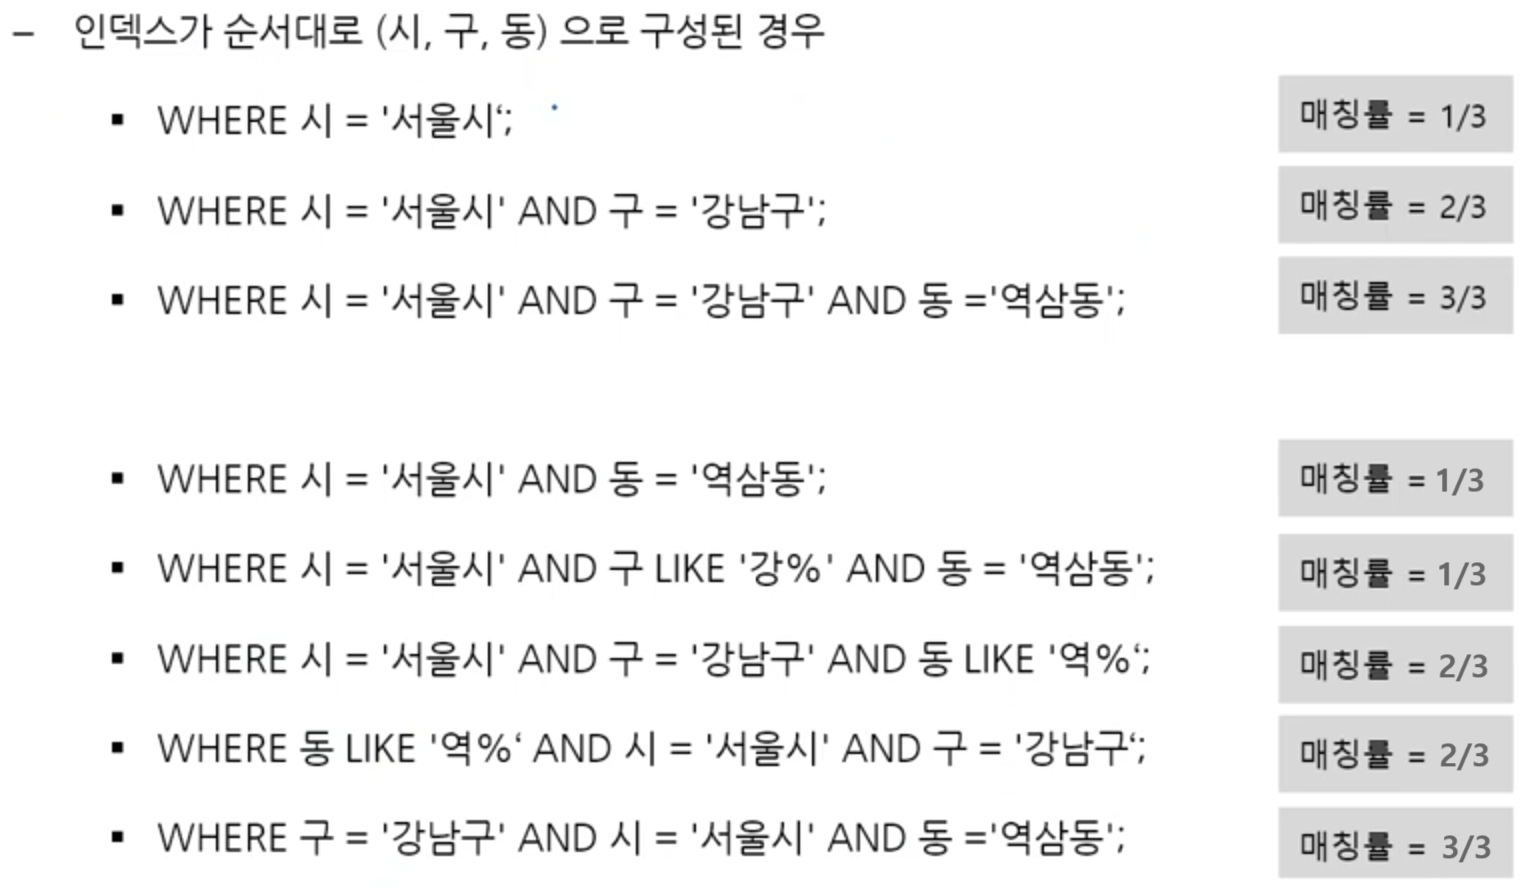 – 인덱스가 순서대로 (시, 구, 동) 으로 구성된 경우
▪ WHERE 시 = '서울시‘; 매칭률 = 1/3
▪ WHERE 시 = '서울시' AND 구 = '강남구'; 매칭률 = 2/3
▪ WHERE 시 = '서울시' AND 구 = '강남구' AND 동 ='역삼동'; 매칭률 = 3/3
▪ WHERE 시 = '서울시' AND 동 = '역삼동'; 매칭률 = 1/3
▪ WHERE 시 = '서울시' AND 구 LIKE '강%' AND 동 = '역삼동'; 매칭률 = 1/3
▪ WHERE 시 = '서울시' AND 구 = '강남구' AND 동 LIKE '역%‘; 매칭률 = 2/3
▪ WHERE 동 LIKE '역%‘ AND 시 = '서울시' AND 구 = '강남구‘; 매칭률 = 2/3
▪ WHERE 구 = '강남구' AND 시 = '서울시' AND 동 ='역삼동'; 매칭률 = 3/3